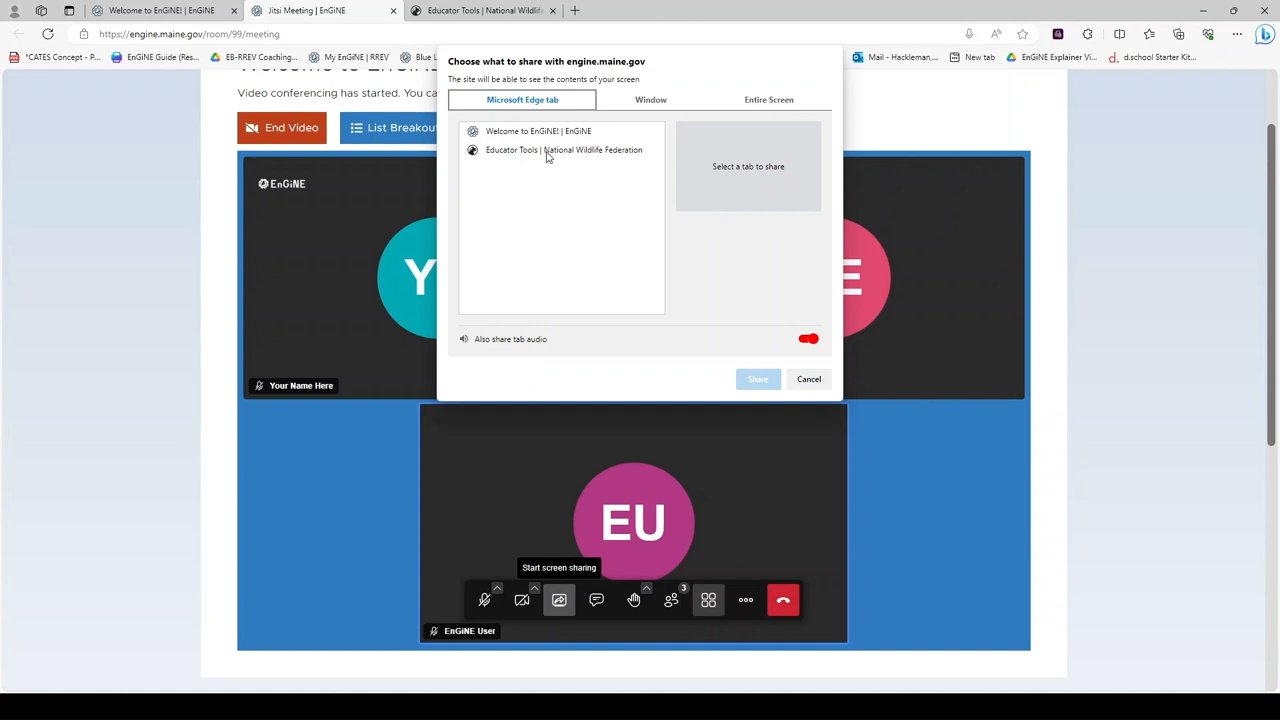 Welcome to EnGiNE! | EnGiNE
Jitsi Meeting | EnGiNE
Educator Tools | National Wildlife
https://engine.maine.gov/room/99/meeting
*CATES Concept - P...
EnGiNE Guide (Res...
EB-RREV Coaching...
My EnGiNE | RREV
Blue L
Mail - Hackleman,...
New tab
EnGiNE Explainer Vi...
d.school Starter Kit...
Video conferencing has started. You ca
End Video
List Breakou
EnGiNE
Y
E
Your Name Here
Choose what to share with engine.maine.gov
The site will be able to see the contents of your screen
Microsoft Edge tab
Window
Entire Screen
Welcome to EnGiNE! | EnGiNE
Educator Tools | National Wildlife Federation
Select a tab to share
Also share tab audio
Share
Cancel
EU
Start screen sharing
3
EnGiNE User